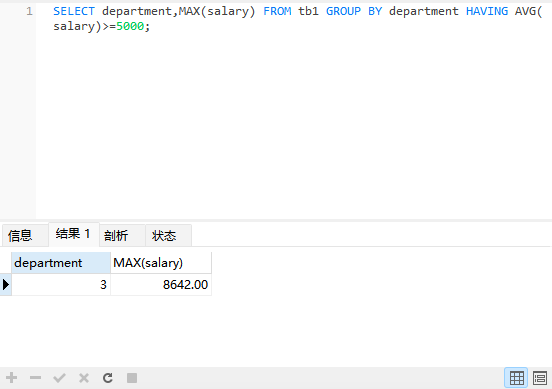 1 SELECT department,MAX(salary) FROM tb1 GROUP BY department HAVING AVG(
salary)>=5000;
信息 结果 1 剖析 状态
department MAX(salary)
3 8642.00